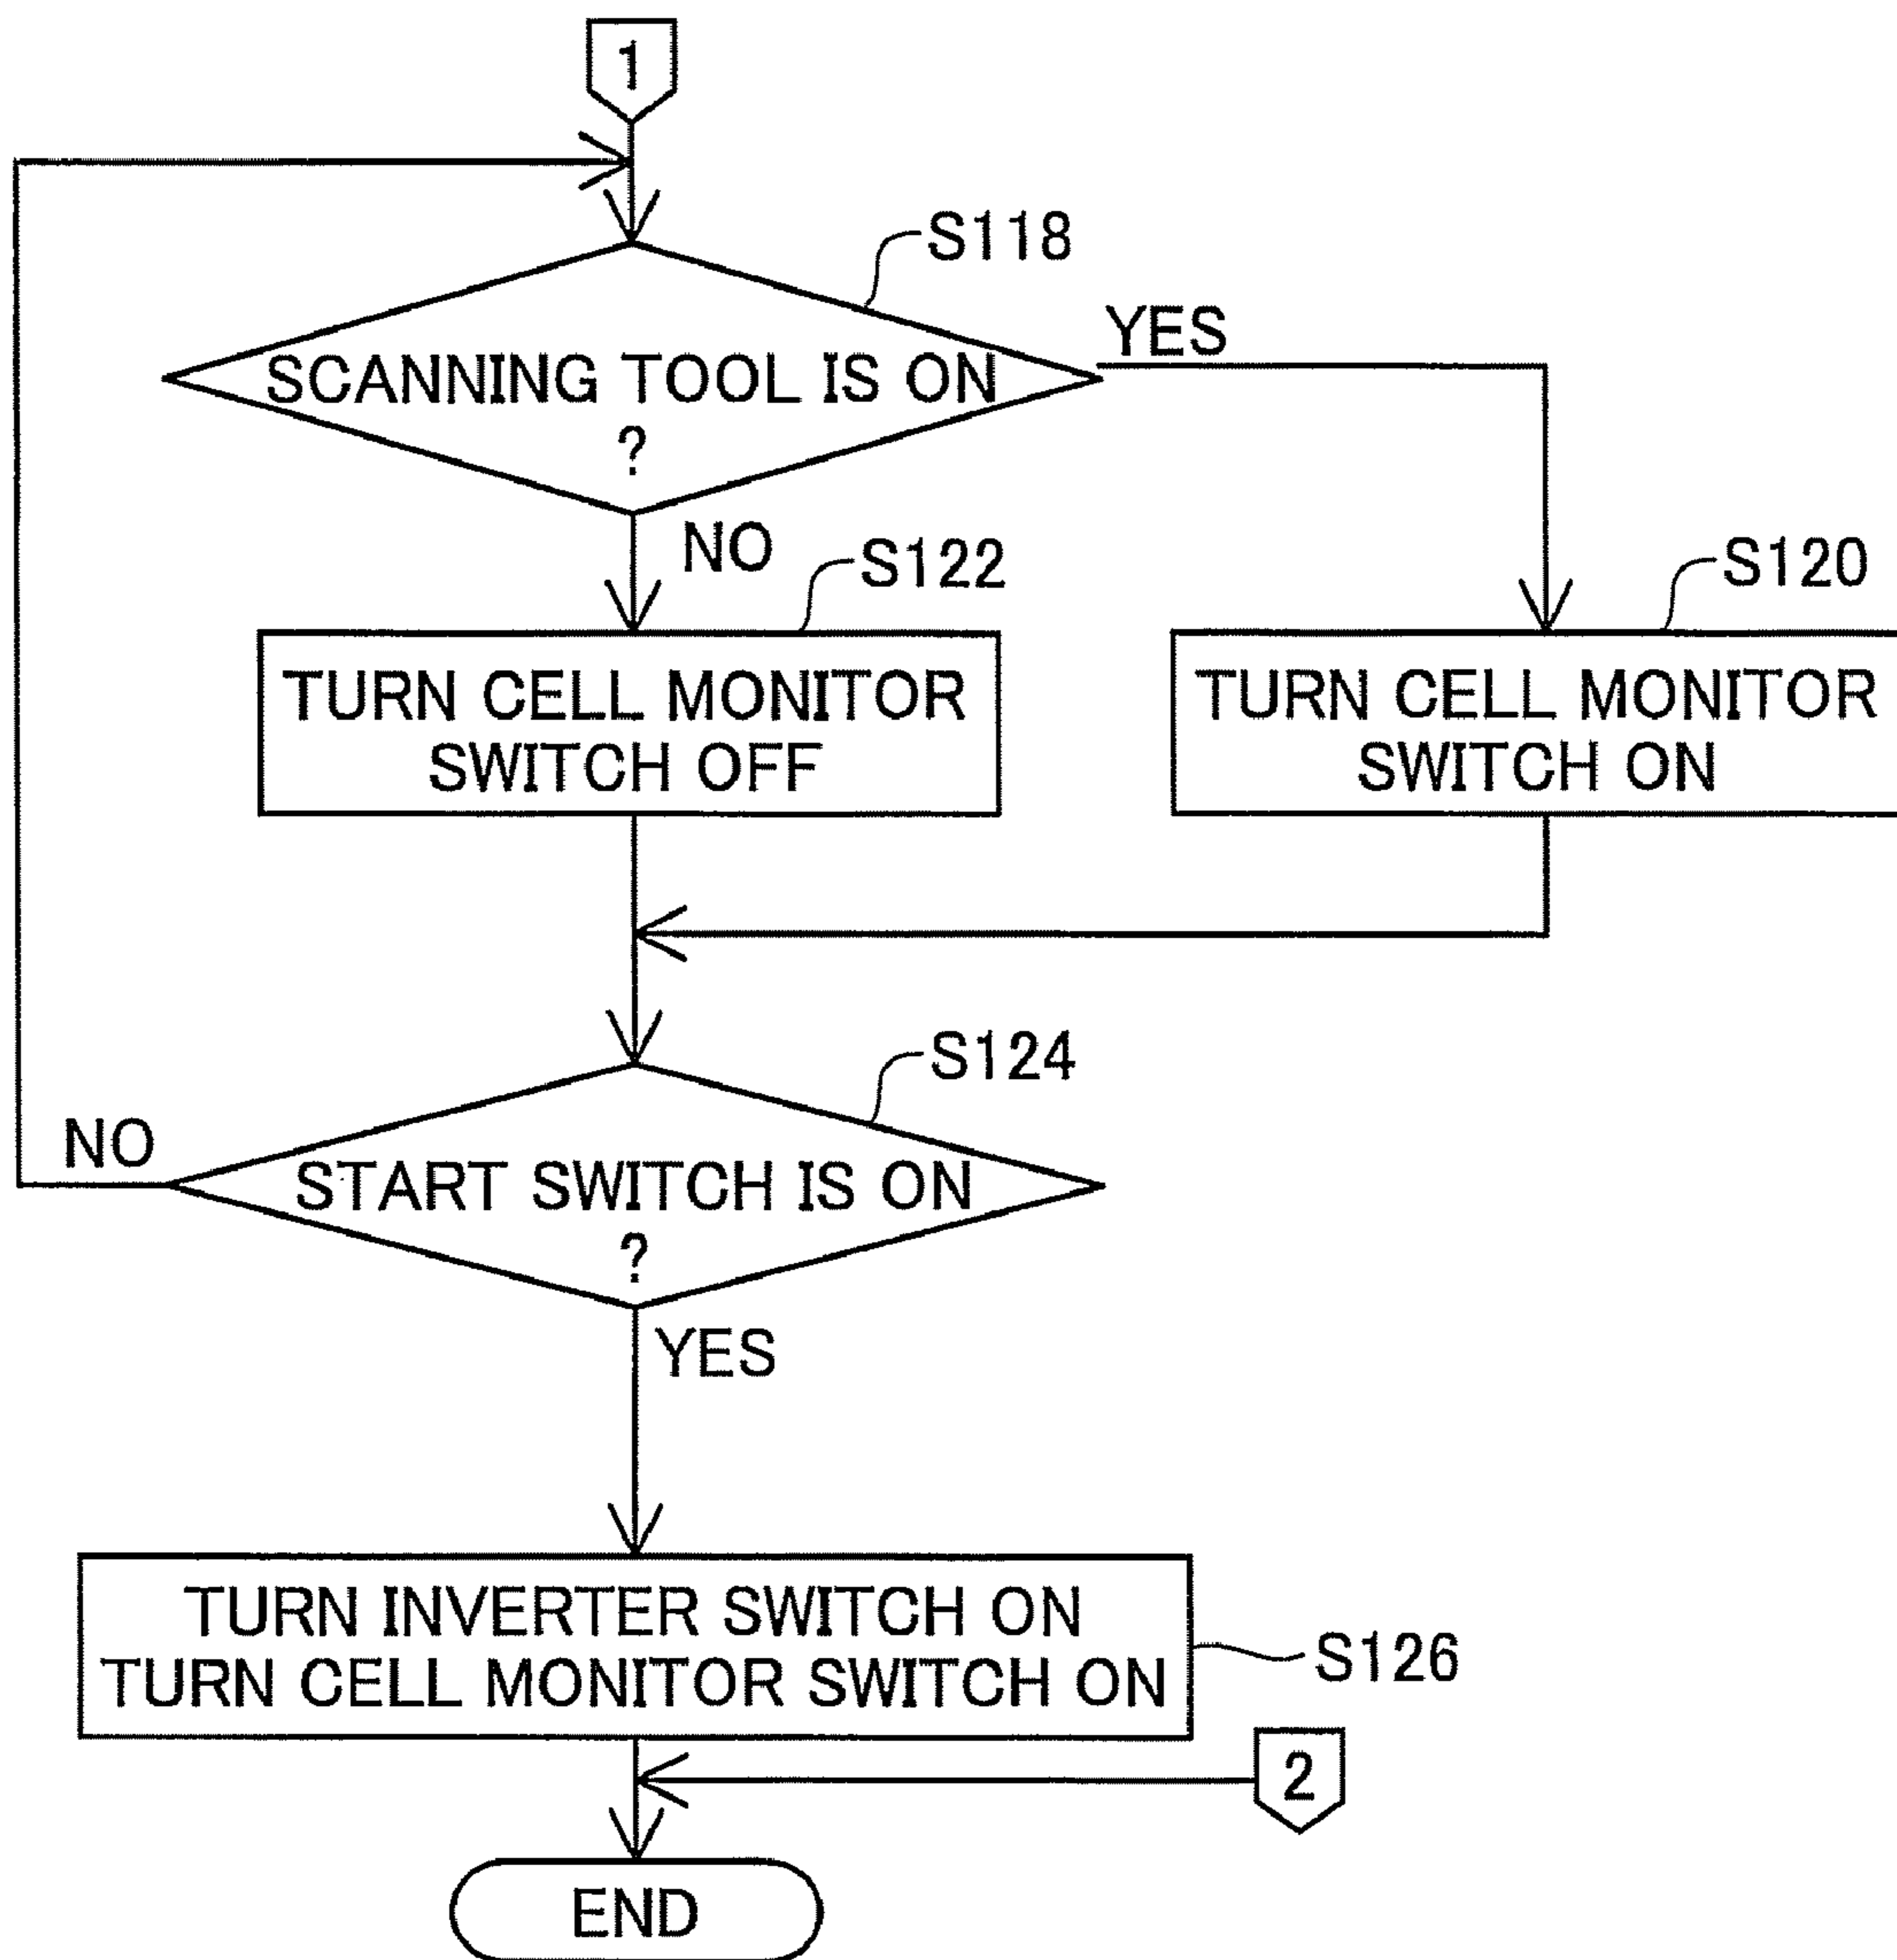 1
S118
SCANNING TOOL IS ON
?
YES
NO
S122
S120
TURN CELL MONITOR
SWITCH OFF
TURN CELL MONITOR
SWITCH ON
S124
NO
START SWITCH IS ON
?
YES
TURN INVERTER SWITCH ON
TURN CELL MONITOR SWITCH ON
S126
2
END